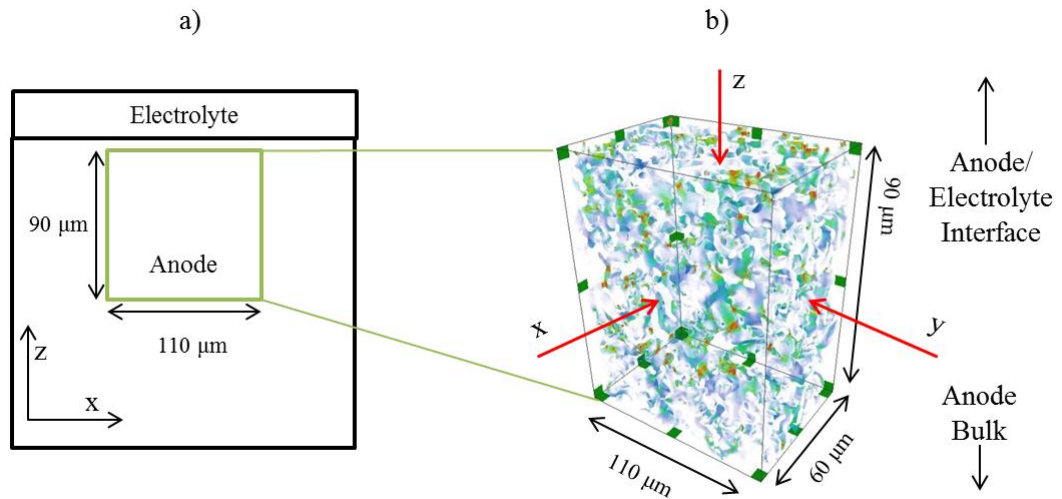 a)
Electrolyte
90 μm
Anode
110 μm
z
x
b)
z
x
y
90 μm
60 μm
110 μm
Anode/
Electrolyte
Interface
Anode
Bulk